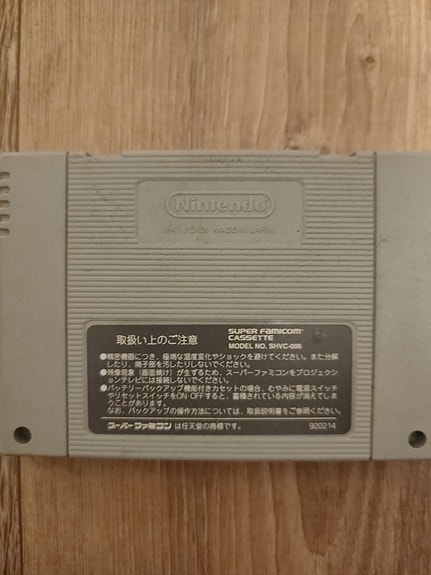 Nintendo
PAT. PEND. MADE IN JAPAN
取扱い上のご注意
SUPER FAMICOM
CASSETTE
MODEL NO. SHVC-006
●精密機器につき、極端な温度変化やショックを避けてください。また分解
したり、端子部を汚したりしないでください。
●残像現象（画面焼け）が生ずるため、スーパーファミコンをプロジェクシ
ョンテレビには接続しないでください。
●バッテリーバックアップ機能付きカセットの場合、むやみに電源スイッチ
やリセットスイッチをON・OFFすると、蓄積されている内容が消えてしま
うことがあります。
なお、バックアップの操作方法については、取扱説明書をご参照ください。
スーパーファミコン は任天堂の商標です。
920214